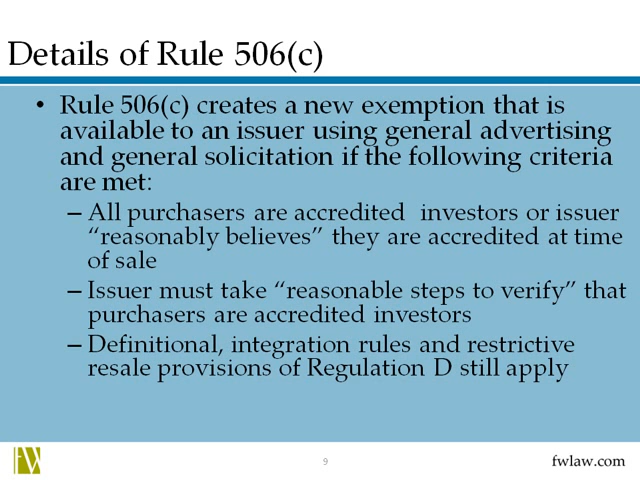 Details of Rule 506(c)
• Rule 506(c) creates a new exemption that is
available to an issuer using general advertising
and general solicitation if the following criteria
are met:
– All purchasers are accredited  investors or issuer
“reasonably believes” they are accredited at time
of sale
– Issuer must take “reasonable steps to verify” that
purchasers are accredited investors
– Definitional, integration rules and restrictive
resale provisions of Regulation D still apply
FW
9
fwlaw.com